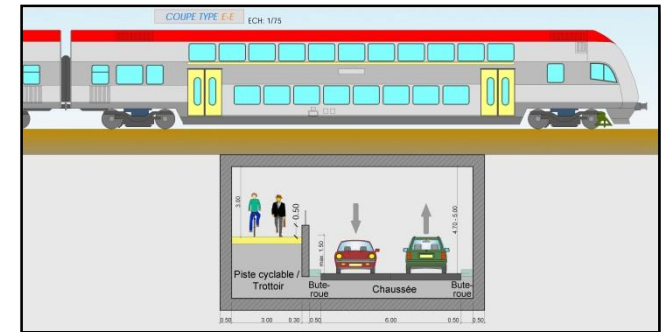 COUPE TYPE E-E ECH: 1/75
3.00
0.50
max. 1.50
4.70 - 5.00
Piste cyclable /
Trottoir
Bute-
roue
Chaussée
Bute-
roue
0.50 3.00 0.30 0.50 6.00 0.50 0.50